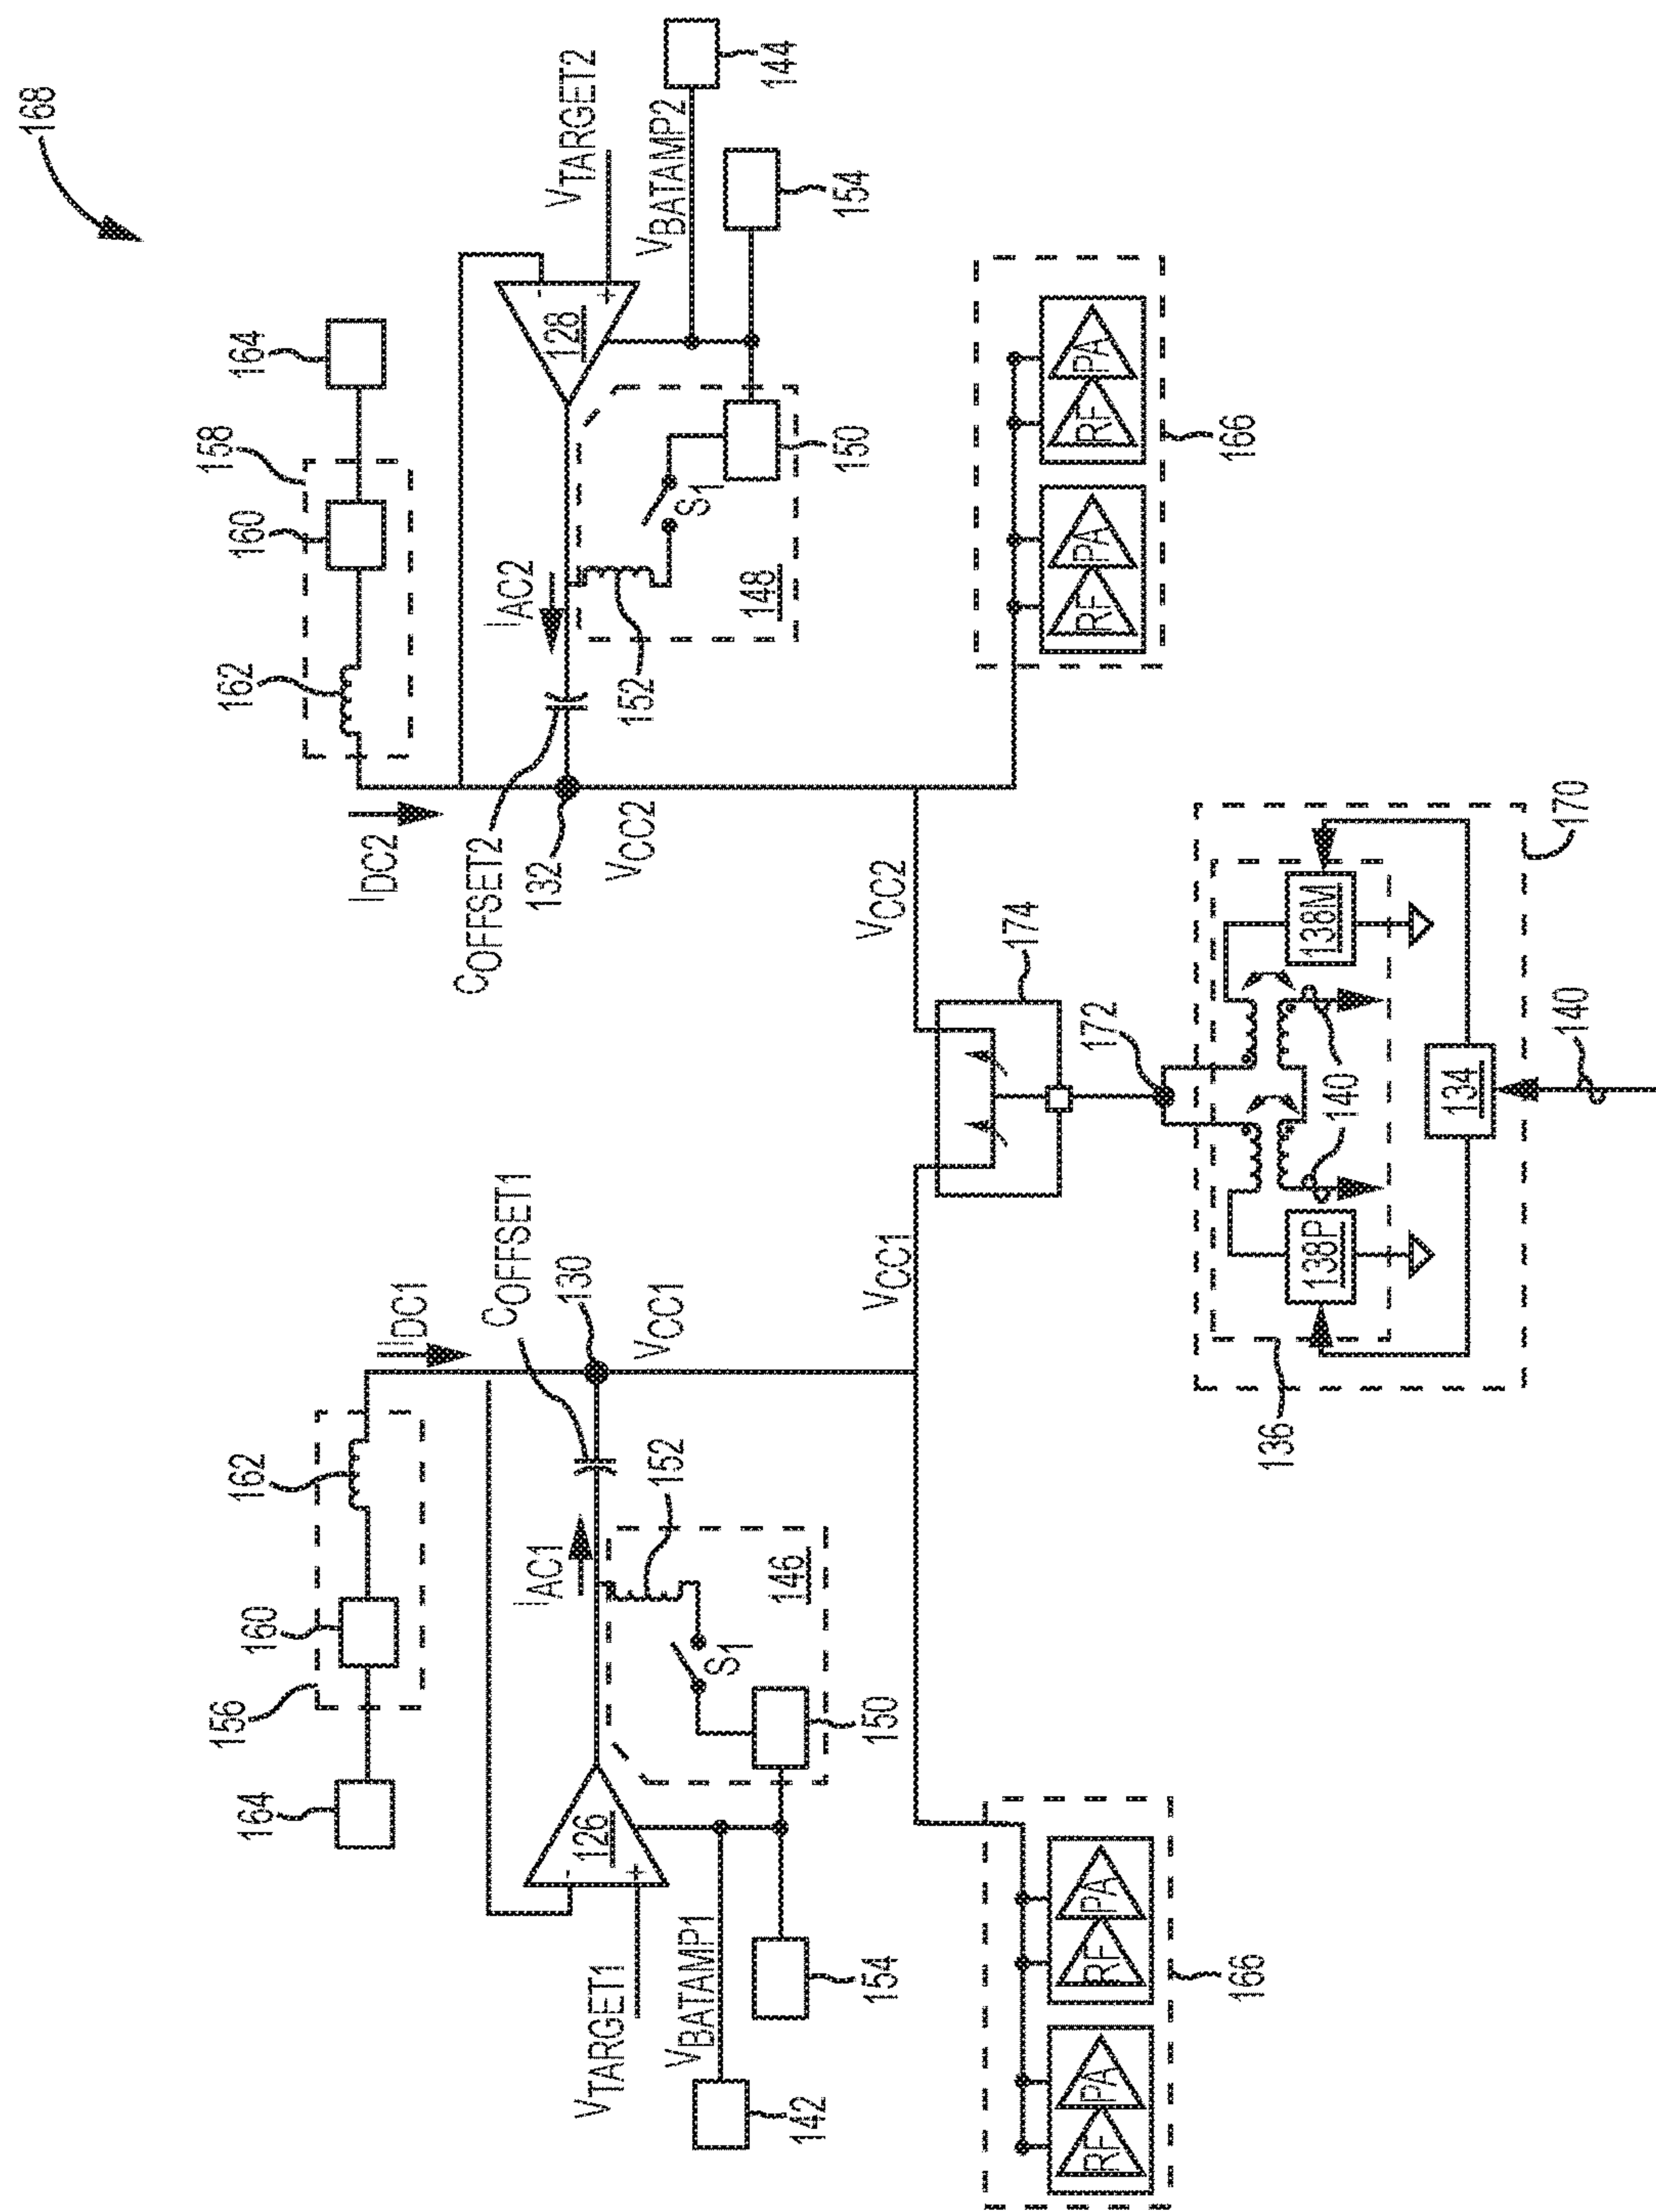 168
158
164
164
160
162
162
160
156
IDC1
IDC2
VTARGET1
126
-
+
IAC1
COFFSET1
130
VCC1
152
S1
146
150
154
VBATAMP1
142
VTARGET2
128
-
+
IAC2
COFFSET2
132
VCC2
152
S1
148
150
154
VBATAMP2
144
VCC1
VCC2
174
172
166
RF
PA
RF
PA
166
RF
PA
RF
PA
136
138P
138M
140
140
134
140
170